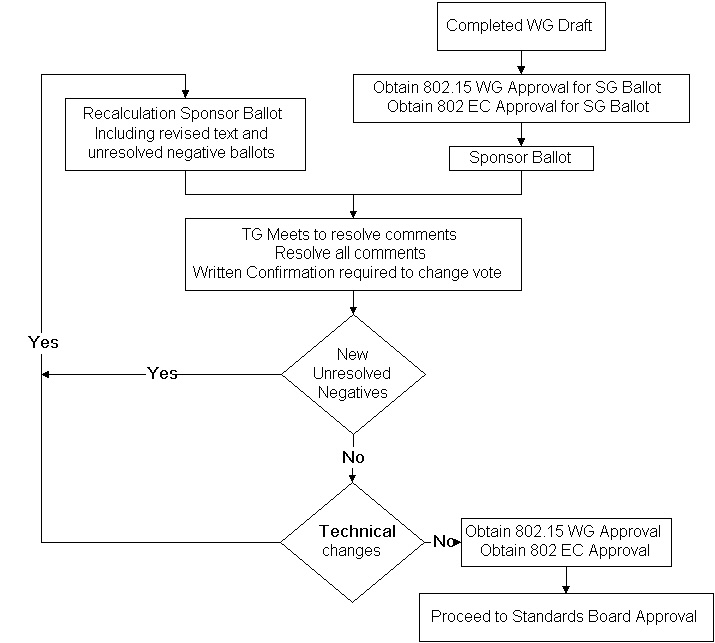 Completed WG Draft
Obtain 802.15 WG Approval for SG Ballot
Obtain 802 EC Approval for SG Ballot
Recalculation Sponsor Ballot
Including revised text and
unresolved negative ballots
Sponsor Ballot
TG Meets to resolve comments
Resolve all comments
Written Confirmation required to change vote
Yes
New
Unresolved
Negatives
Yes
No
Technical
changes
No
Obtain 802.15 WG Approval
Obtain 802 EC Approval
Proceed to Standards Board Approval